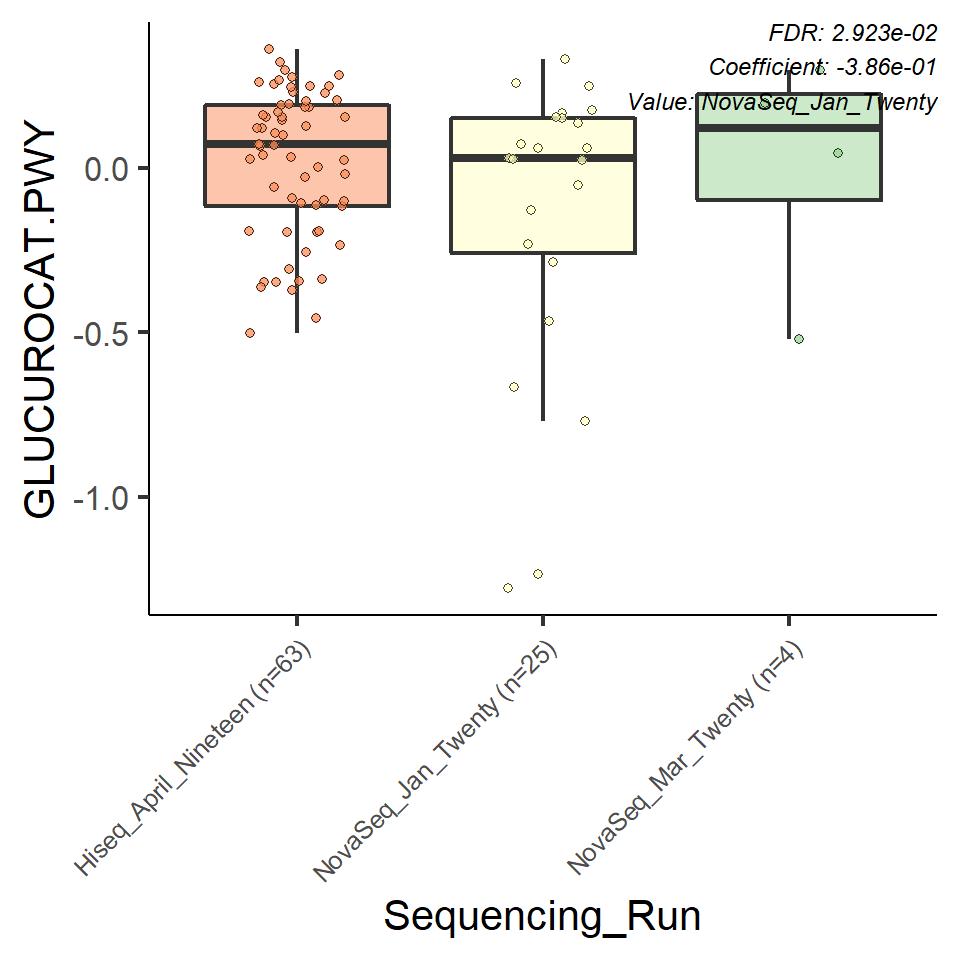 FDR: 2.923e-02
Coefficient: -3.86e-01
Value: NovaSeq_Jan_Twenty
GLUCUROCAT.PWY
0.0
-0.5
-1.0
Hiseq_April_Nineteen (n=63)
NovaSeq_Jan_Twenty (n=25)
NovaSeq_Mar_Twenty (n=4)
Sequencing_Run